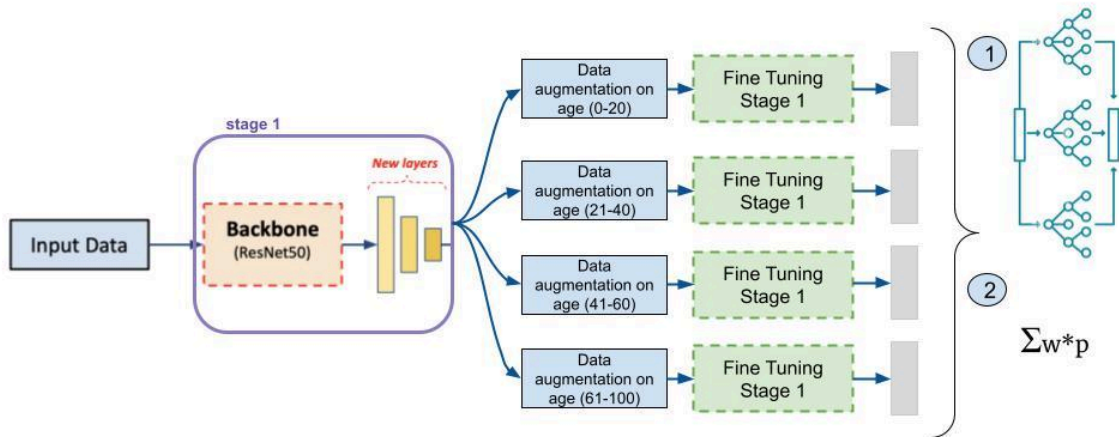 stage 1
New layers
Input Data
Backbone
(ResNet50)
Data
augmentation on
age (0-20)
Fine Tuning
Stage 1
Data
augmentation on
age (21-40)
Fine Tuning
Stage 1
Data
augmentation on
age (41-60)
Fine Tuning
Stage 1
Data
augmentation on
age (61-100)
Fine Tuning
Stage 1
1
2
Σw*p